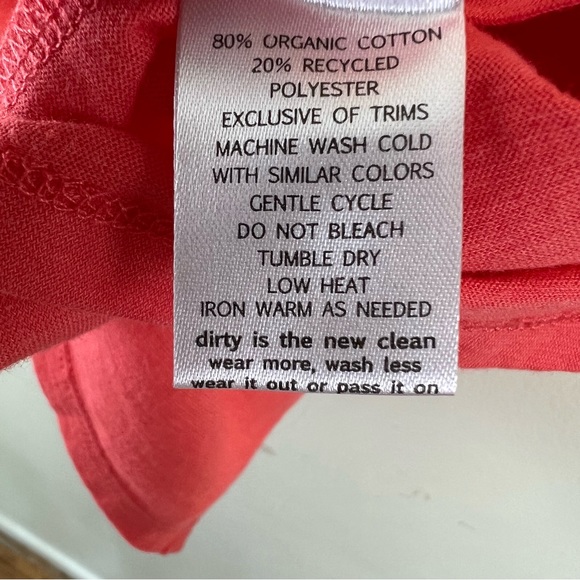 80% ORGANIC COTTON
20% RECYCLED
POLYESTER
EXCLUSIVE OF TRIMS
MACHINE WASH COLD
WITH SIMILAR COLORS
GENTLE CYCLE
DO NOT BLEACH
TUMBLE DRY
LOW HEAT
IRON WARM AS NEEDED
dirty is the new clean
wear more, wash less
wear it out or pass it on